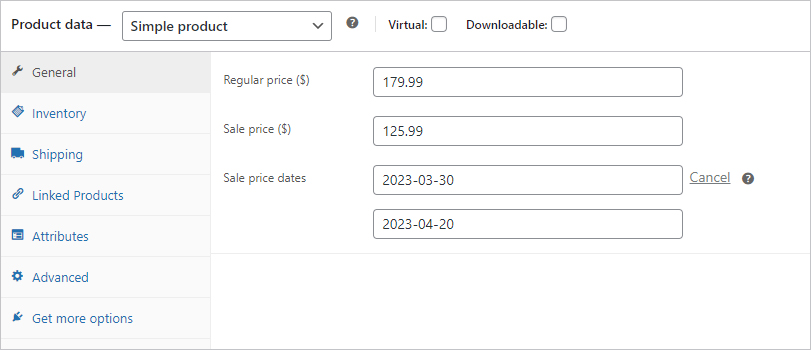 Product data — Simple product Virtual: Downloadable:
General
Inventory
Shipping
Linked Products
Attributes
Advanced
Get more options
Regular price ($) 179.99
Sale price ($) 125.99
Sale price dates 2023-03-30 Cancel
2023-04-20